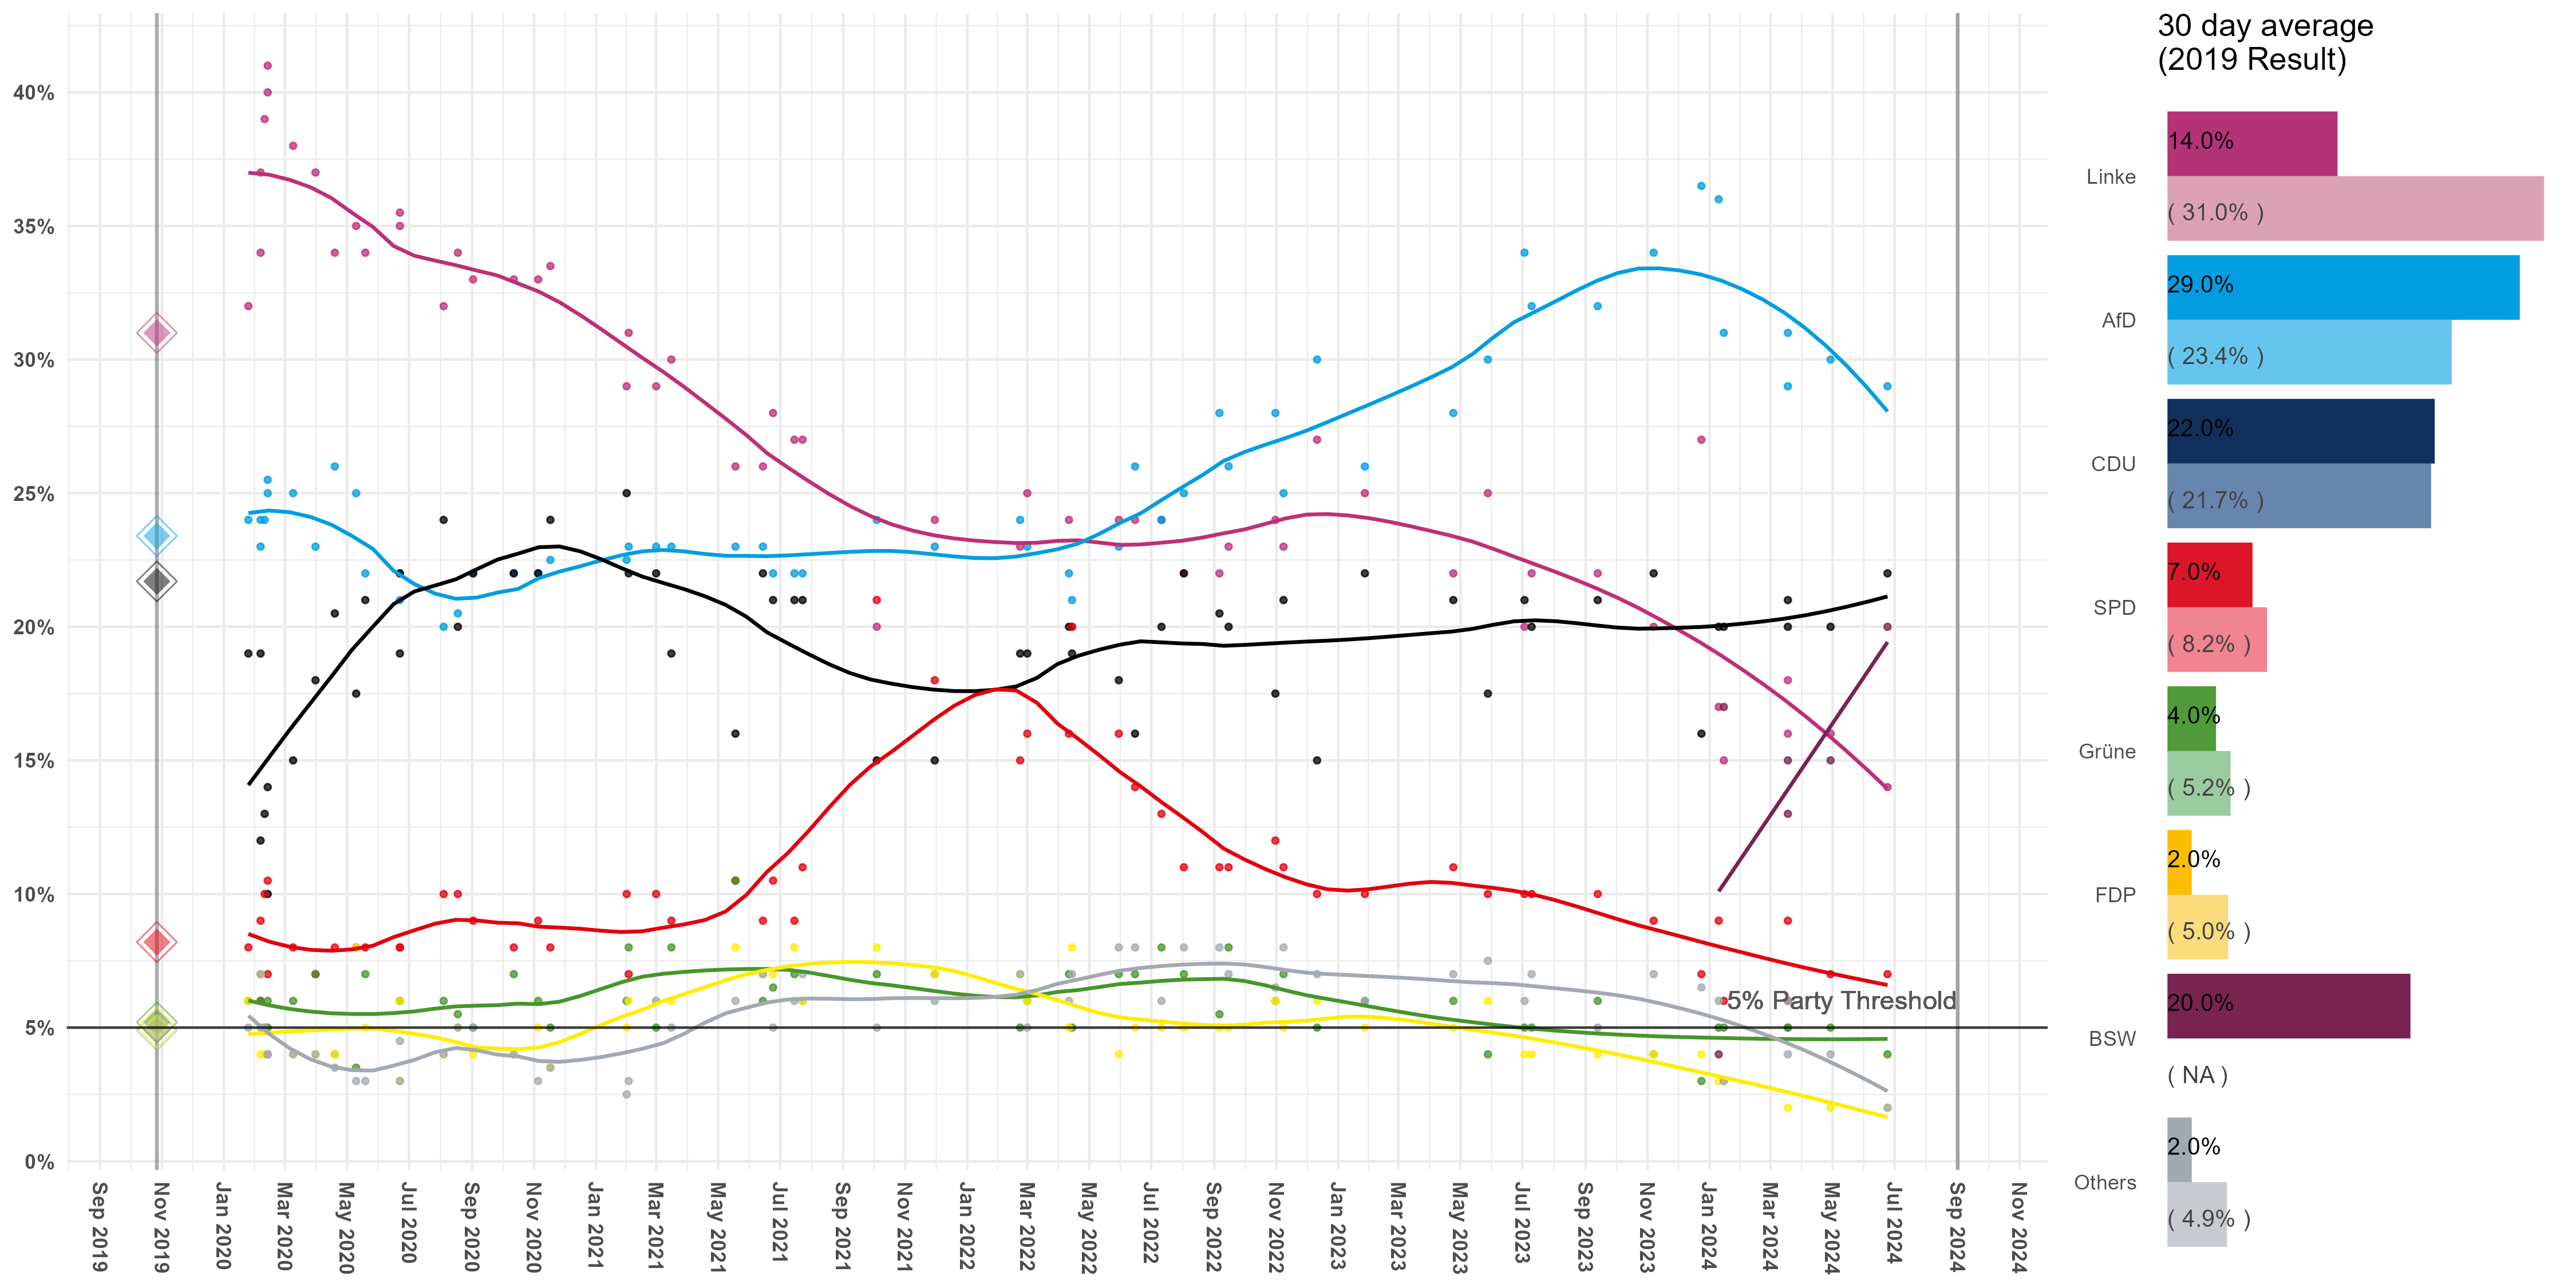 30 day average
(2019 Result)
40%
35%
30%
25%
20%
15%
10%
5%
0%
5% Party Threshold
Sep 2019
Nov 2019
Jan 2020
Mar 2020
May 2020
Jul 2020
Sep 2020
Nov 2020
Jan 2021
Mar 2021
May 2021
Jul 2021
Sep 2021
Nov 2021
Jan 2022
Mar 2022
May 2022
Jul 2022
Sep 2022
Nov 2022
Jan 2023
Mar 2023
May 2023
Jul 2023
Sep 2023
Nov 2023
Jan 2024
Mar 2024
May 2024
Jul 2024
Sep 2024
Nov 2024
Linke
14.0%
( 31.0% )
AfD
29.0%
( 23.4% )
CDU
22.0%
( 21.7% )
SPD
7.0%
( 8.2% )
Grüne
4.0%
( 5.2% )
FDP
2.0%
( 5.0% )
BSW
20.0%
( NA )
Others
2.0%
( 4.9% )